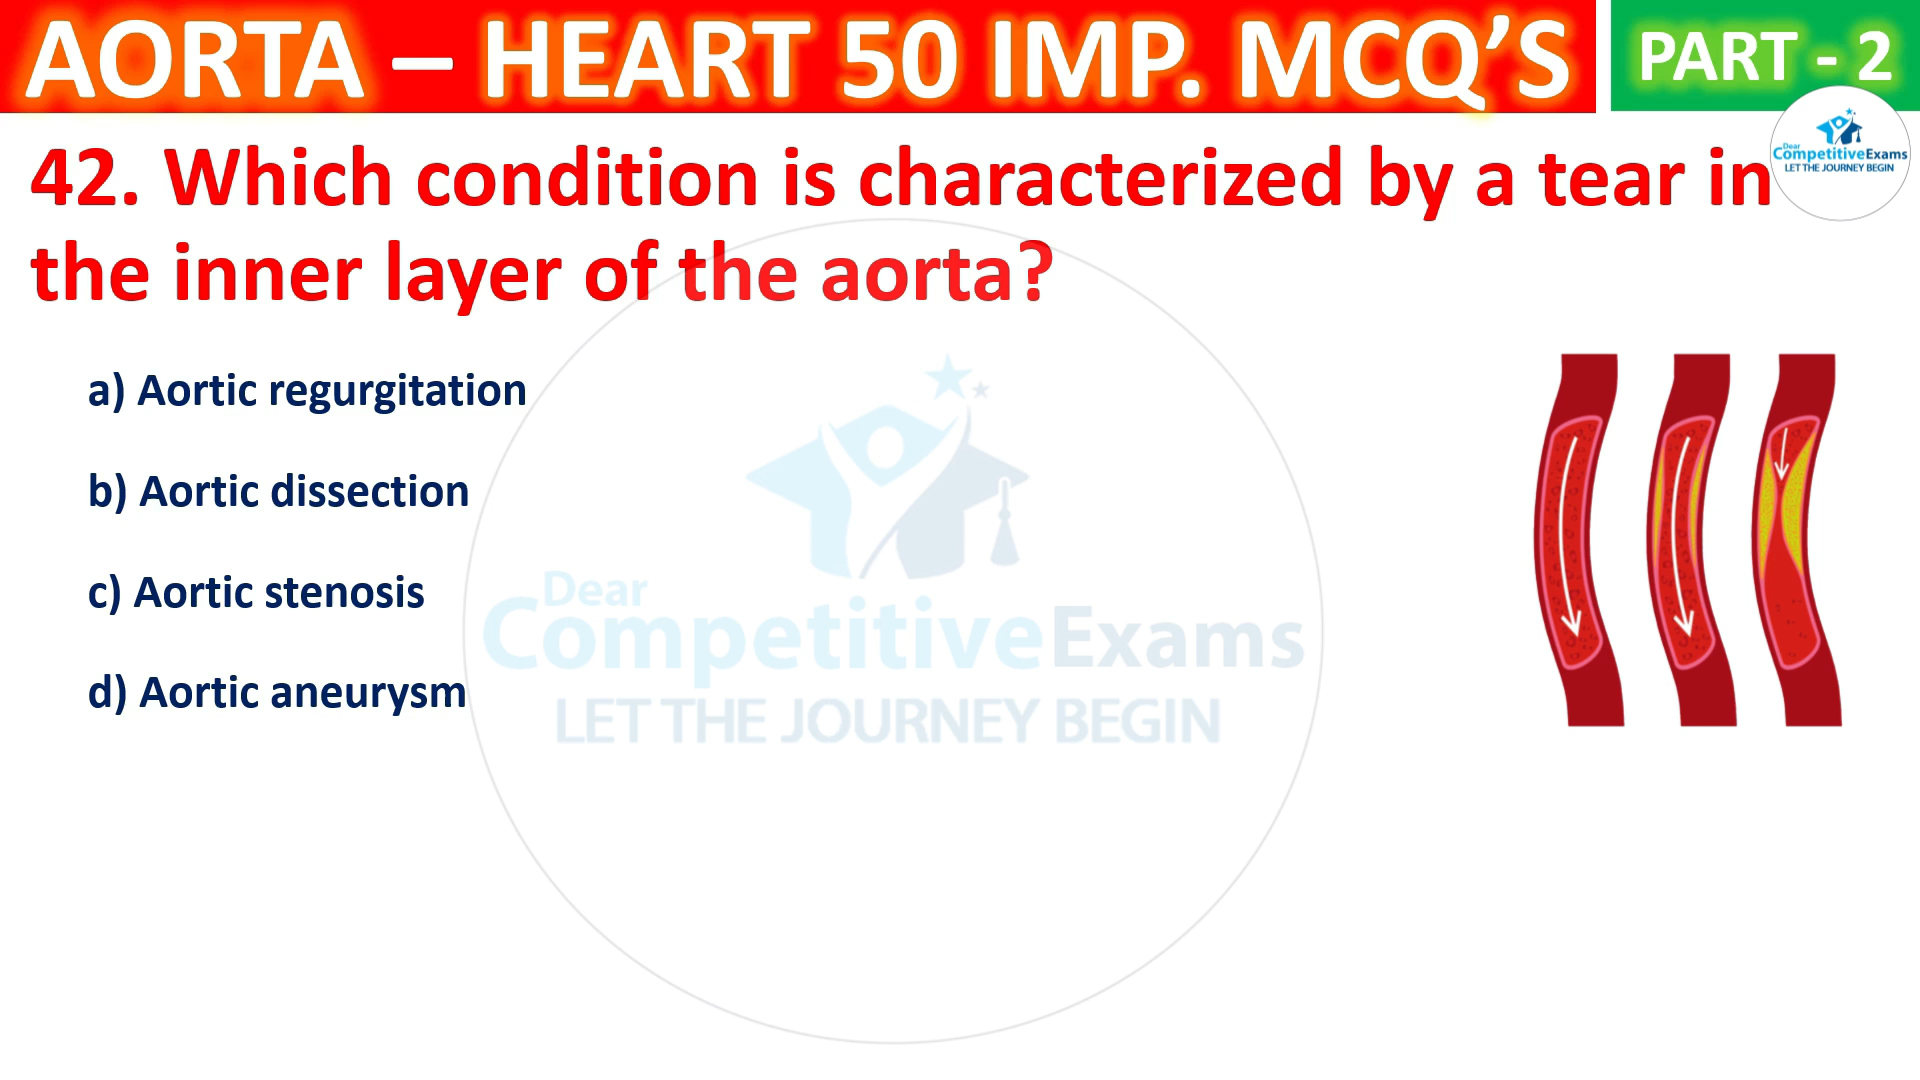 AORTA – HEART 50 IMP. MCQ’S
PART - 2
Dear
CompetitiveExams
LET THE JOURNEY BEGIN
42. Which condition is characterized by a tear in
the inner layer of the aorta?
a) Aortic regurgitation
b) Aortic dissection
c) Aortic stenosis
d) Aortic aneurysm
Dear
CompetitiveExams
LET THE JOURNEY BEGIN